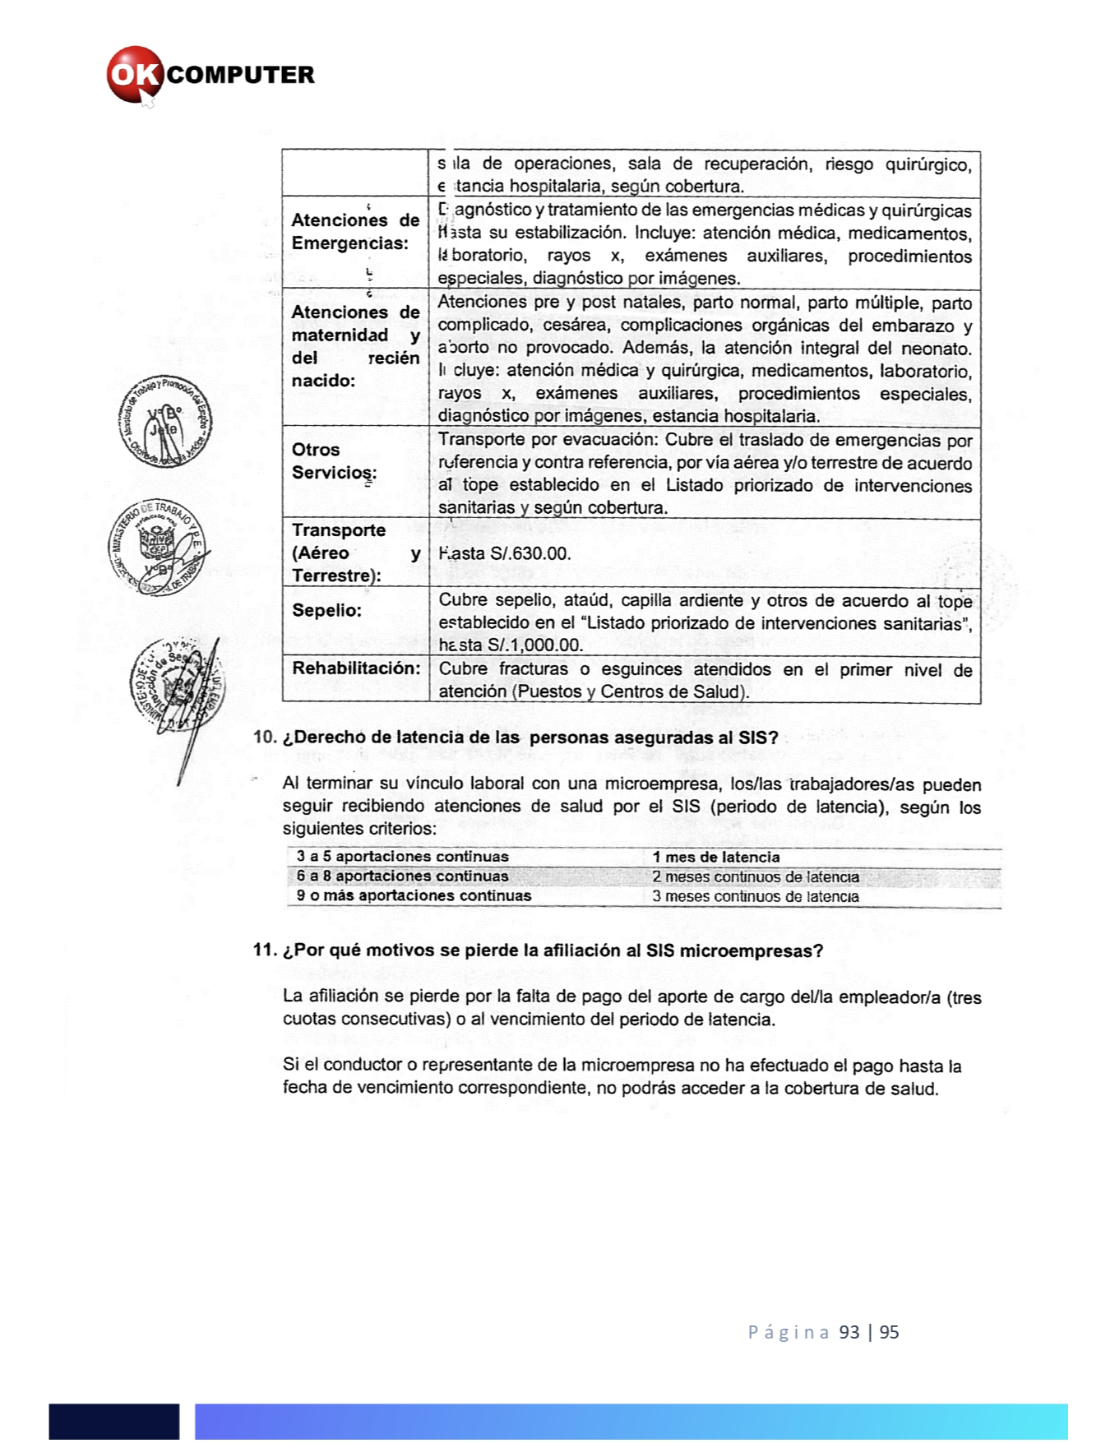 OK COMPUTER
sala de operaciones, sala de recuperación, riesgo quirúrgico,
estancia hospitalaria, según cobertura.
Atenciones de
Emergencias:
Diagnóstico y tratamiento de las emergencias médicas y quirúrgicas
hasta su estabilización. Incluye: atención médica, medicamentos,
laboratorio, rayos x, exámenes auxiliares, procedimientos
especiales, diagnóstico por imágenes.
Atenciones de
maternidad y
del recién
nacido:
Atenciones pre y post natales, parto normal, parto múltiple, parto
complicado, cesárea, complicaciones orgánicas del embarazo y
aborto no provocado. Además, la atención integral del neonato.
Incluye: atención médica y quirúrgica, medicamentos, laboratorio,
rayos x, exámenes auxiliares, procedimientos especiales,
diagnóstico por imágenes, estancia hospitalaria.
Otros
Servicios:
Transporte por evacuación: Cubre el traslado de emergencias por
referencia y contra referencia, por vía aérea y/o terrestre de acuerdo
al tope establecido en el Listado priorizado de intervenciones
sanitarias y según cobertura.
Transporte
(Aéreo y
Terrestre):
Hasta S/.630.00.
Sepelio:
Cubre sepelio, ataúd, capilla ardiente y otros de acuerdo al tope
establecido en el “Listado priorizado de intervenciones sanitarias”,
hasta S/.1,000.00.
Rehabilitación:
Cubre fracturas o esguinces atendidos en el primer nivel de
atención (Puestos y Centros de Salud).
Ministerio de Trabajo y Promoción del Empleo
V°B°
Jefe
MINISTERIO DE TRABAJO Y P.E.
V°B°
10. ¿Derecho de latencia de las personas aseguradas al SIS?
Al terminar su vínculo laboral con una microempresa, los/las trabajadores/as pueden
seguir recibiendo atenciones de salud por el SIS (periodo de latencia), según los
siguientes criterios:
3 a 5 aportaciones continuas 1 mes de latencia
6 a 8 aportaciones continuas 2 meses continuos de latencia
9 o más aportaciones continuas 3 meses continuos de latencia
11. ¿Por qué motivos se pierde la afiliación al SIS microempresas?
La afiliación se pierde por la falta de pago del aporte de cargo del/la empleador/a (tres
cuotas consecutivas) o al vencimiento del periodo de latencia.
Si el conductor o representante de la microempresa no ha efectuado el pago hasta la
fecha de vencimiento correspondiente, no podrás acceder a la cobertura de salud.
Página 93 | 95